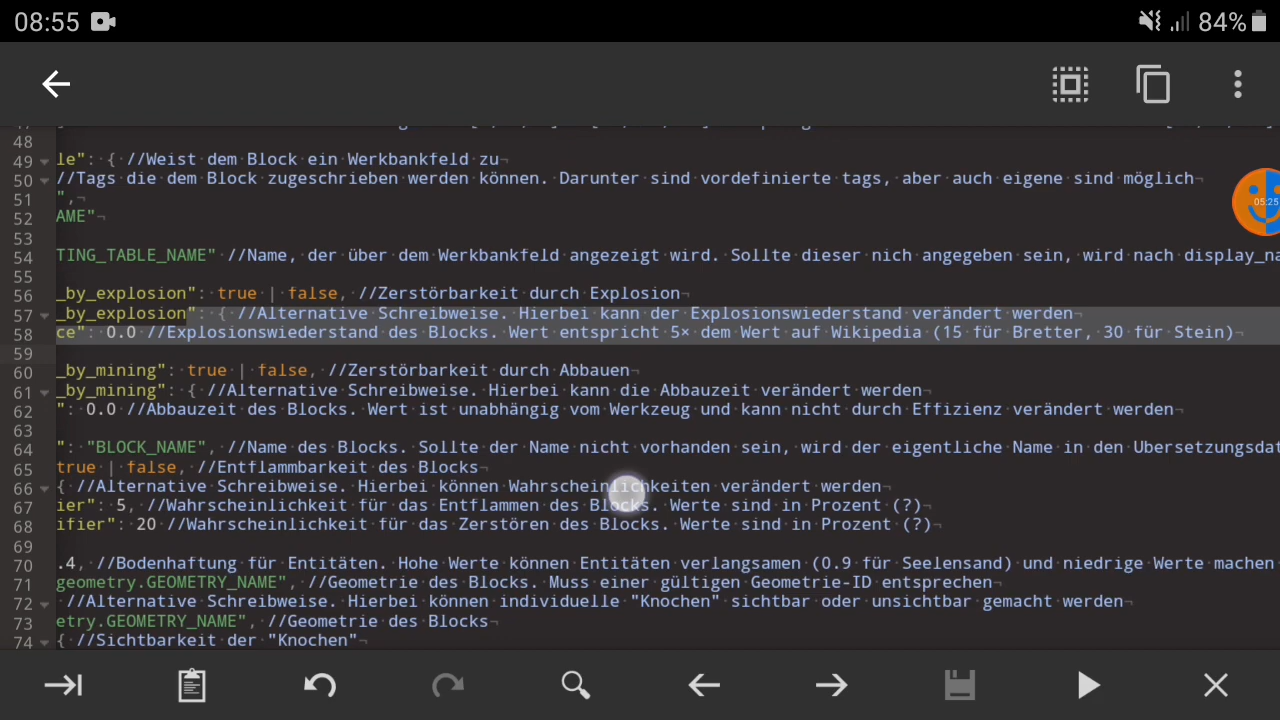 08:55
84%
48
49 le": { //Weist dem Block ein Werkbankfeld zu¬
50 //Tags die dem Block zugeschrieben werden können. Darunter sind vordefinierte tags, aber auch eigene sind möglich¬
51 ",¬
52 AME"¬
53
54 TING_TABLE_NAME" //Name, der über dem Werkbankfeld angezeigt wird. Sollte dieser nich angegeben sein, wird nach display_na
55
56 _by_explosion": true | false, //Zerstörbarkeit durch Explosion¬
57 _by_explosion": { //Alternative Schreibweise. Hierbei kann der Explosionswiederstand verändert werden¬
58 ce": 0.0 //Explosionswiederstand des Blocks. Wert entspricht 5× dem Wert auf Wikipedia (15 für Bretter, 30 für Stein)¬
59
60 _by_mining": true | false, //Zerstörbarkeit durch Abbauen¬
61 _by_mining": { //Alternative Schreibweise. Hierbei kann die Abbauzeit verändert werden¬
62 ": 0.0 //Abbauzeit des Blocks. Wert ist unabhängig vom Werkzeug und kann nicht durch Effizienz verändert werden¬
63
64 ": "BLOCK_NAME", //Name des Blocks. Sollte der Name nicht vorhanden sein, wird der eigentliche Name in den Übersetzungsdat
65 true | false, //Entflammbarkeit des Blocks¬
66 { //Alternative Schreibweise. Hierbei können Wahrscheinlichkeiten verändert werden¬
67 ier": 5, //Wahrscheinlichkeit für das Entflammen des Blocks. Werte sind in Prozent (?)¬
68 ifier": 20 //Wahrscheinlichkeit für das Zerstören des Blocks. Werte sind in Prozent (?)¬
69
70 .4, //Bodenhaftung für Entitäten. Hohe Werte können Entitäten verlangsamen (0.9 für Seelensand) und niedrige Werte machen
71 geometry.GEOMETRY_NAME", //Geometrie des Blocks. Muss einer gültigen Geometrie-ID entsprechen¬
72 //Alternative Schreibweise. Hierbei können individuelle "Knochen" sichtbar oder unsichtbar gemacht werden¬
73 etry.GEOMETRY_NAME", //Geometrie des Blocks
74 { //Sichtbarkeit der "Knochen"¬
05:25